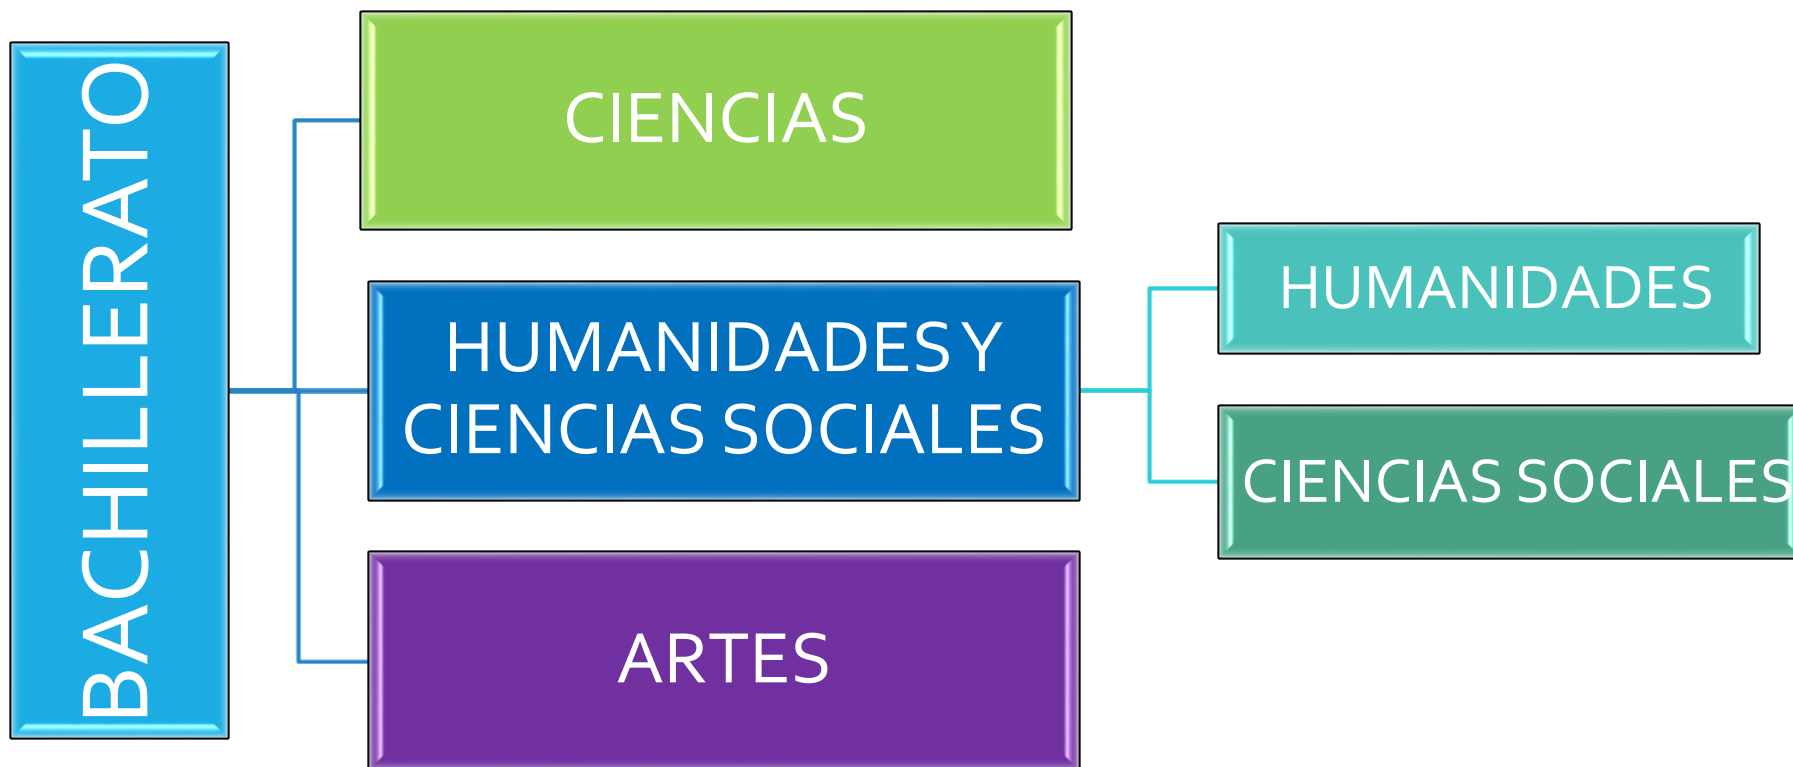 BACHILLERATO
CIENCIAS
HUMANIDADES Y
CIENCIAS SOCIALES
ARTES
HUMANIDADES
CIENCIAS SOCIALES